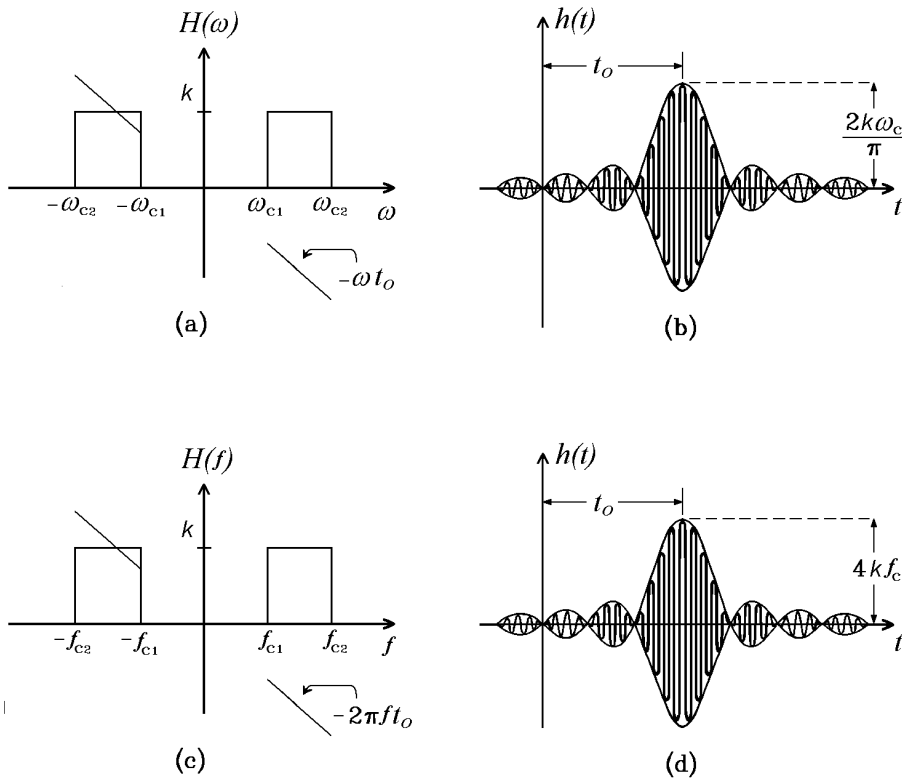 H(ω)
k
-ω_c2 -ω_c1 ω_c1 ω_c2 ω
-ωt_o
(a)
h(t)
t_o
2kω_c
π
t
(b)
H(f)
k
-f_c2 -f_c1 f_c1 f_c2 f
-2πft_o
(c)
h(t)
t_o
4kf_c
t
(d)